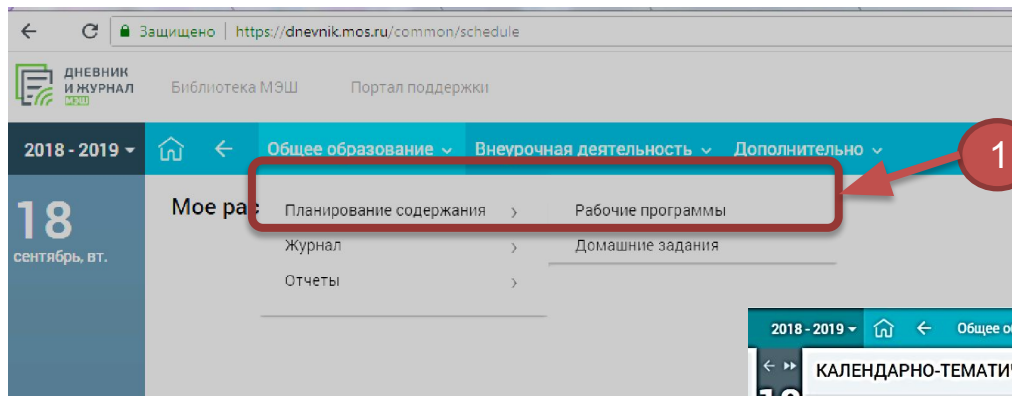 Защищено | https://dnevnik.mos.ru/common/schedule
ДНЕВНИК
И ЖУРНАЛ
МЭШ
Библиотека МЭШ Портал поддержки
2018 - 2019 Общее образование Внеурочная деятельность Дополнительно
1
18
сентябрь, вт.
Мое
Планирование содержания Рабочие программы
Журнал Домашние задания
Отчеты
2018 - 2019 Общее
КАЛЕНДАРНО-